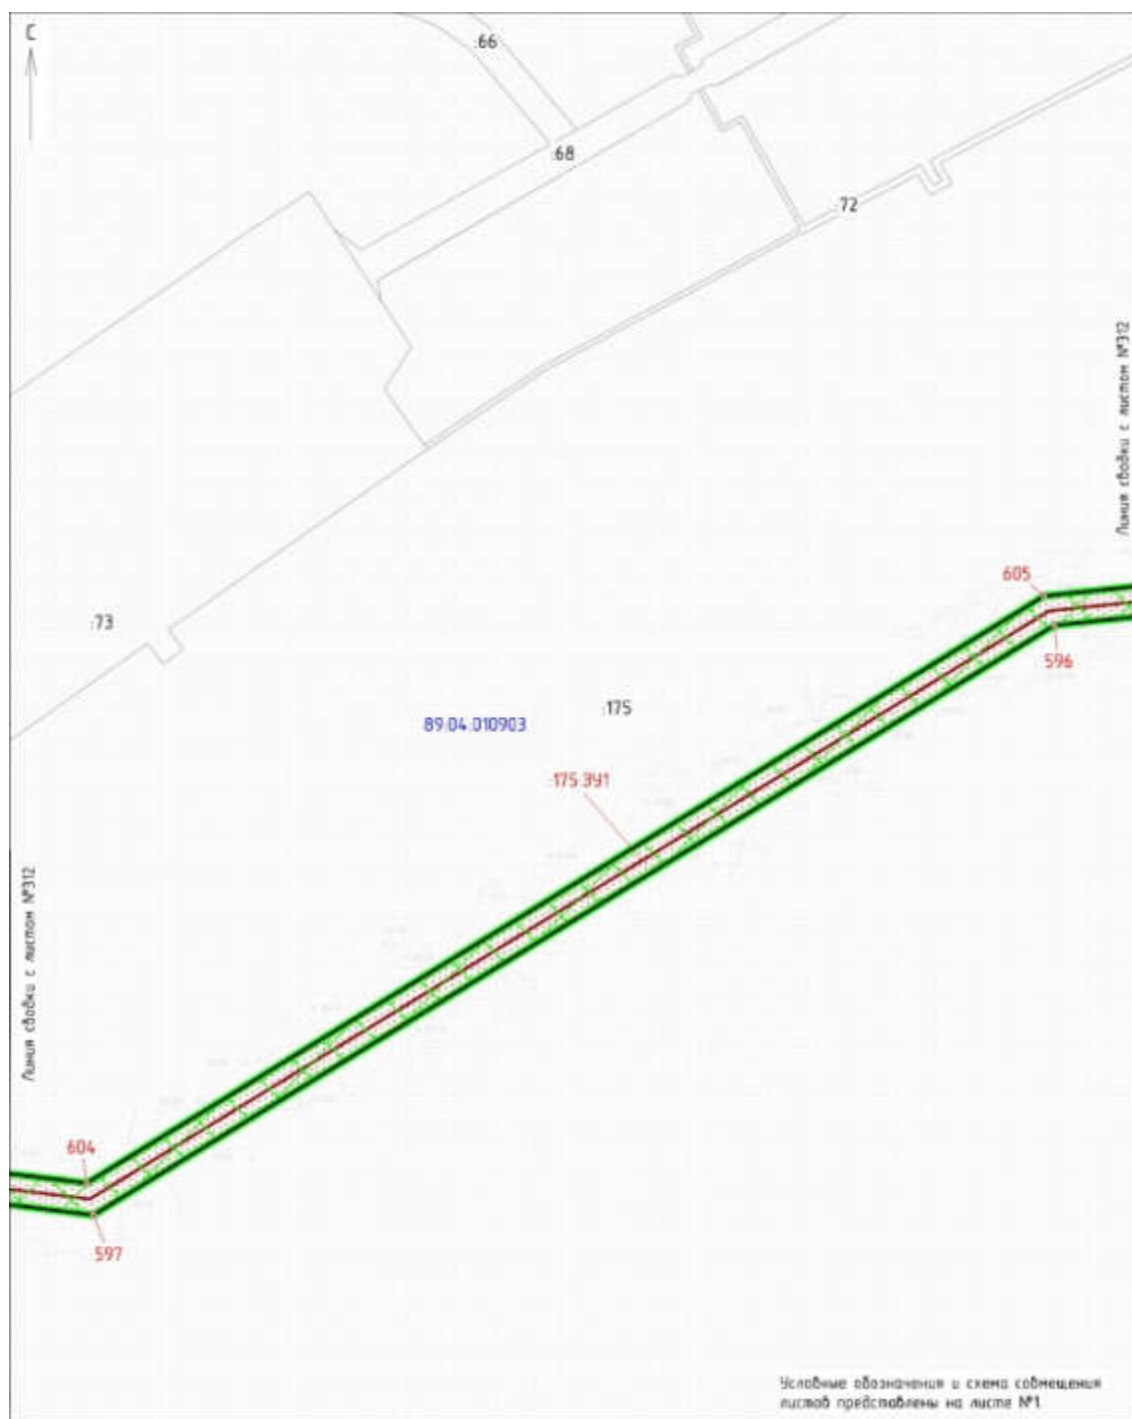 С
:66
:68
:72
Линия сводки с листом №312
605
:73
596
:175
89:04:010903
:175:ЗУ1
Линия сводки с листом №312
604
597
Условные обозначения и схема совмещения
листов представлены на листе №1